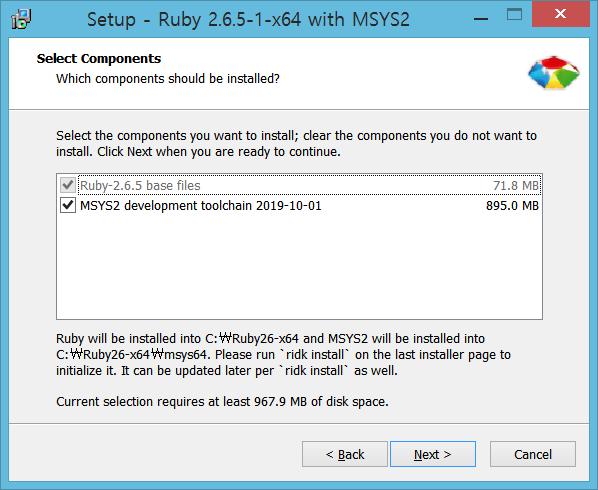 Setup - Ruby 2.6.5-1-x64 with MSYS2
Select Components
Which components should be installed?
Select the components you want to install; clear the components you do not want to
install. Click Next when you are ready to continue.
Ruby-2.6.5 base files 71.8 MB
MSYS2 development toolchain 2019-10-01 895.0 MB
Ruby will be installed into C:₩Ruby26-x64 and MSYS2 will be installed into
C:₩Ruby26-x64₩msys64. Please run `ridk install` on the last installer page to
initialize it. It can be updated later per `ridk install` as well.
Current selection requires at least 967.9 MB of disk space.
< Back Next > Cancel